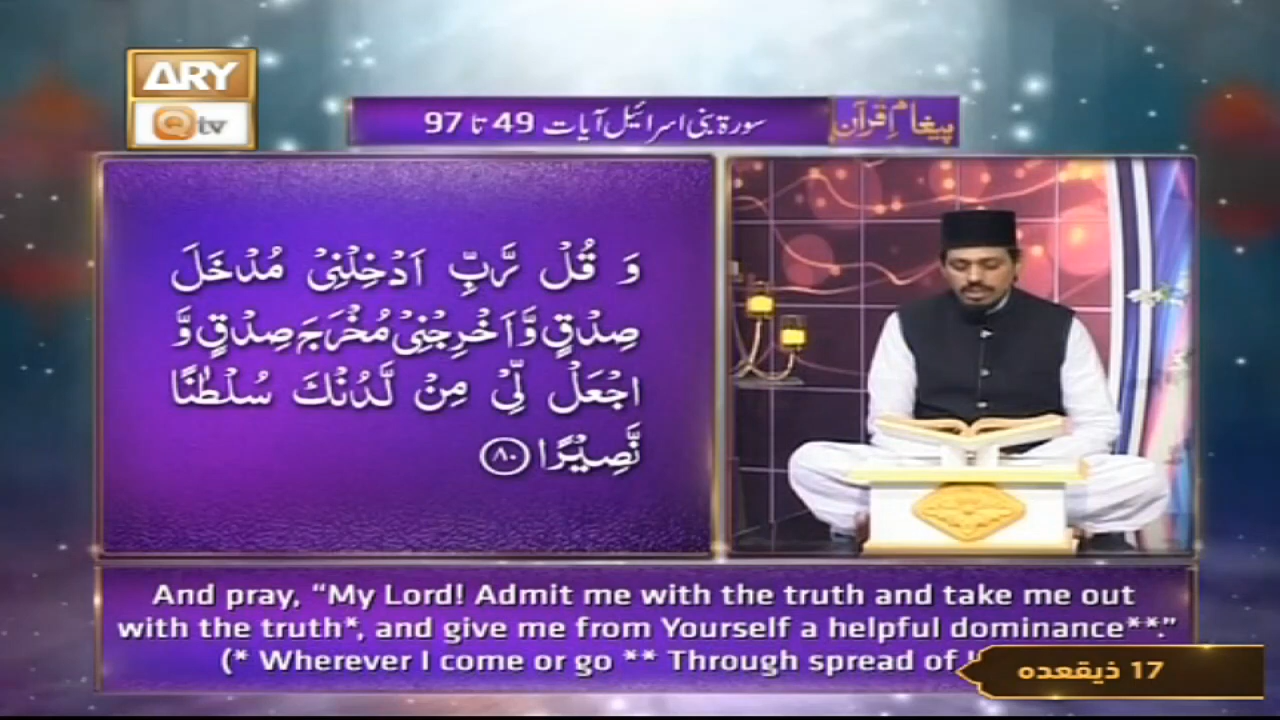 ARY
Qtv
پیغامِ قرآن
سورۃ بنی اسرائیل آیات 49 تا 97
وَ قُلْ رَّبِّ اَدْخِلْنِیْ مُدْخَلَ
صِدْقٍ وَّاَخْرِجْنِیْ مُخْرَجَ صِدْقٍ وَّ
اجْعَلْ لِّیْ مِنْ لَّدُنْكَ سُلْطٰنًا
نَّصِیْرًا ﴿۸۰﴾
And pray, “My Lord! Admit me with the truth and take me out
with the truth*, and give me from Yourself a helpful dominance**.”
(* Wherever I come or go ** Through spread of
17 ذیقعدہ